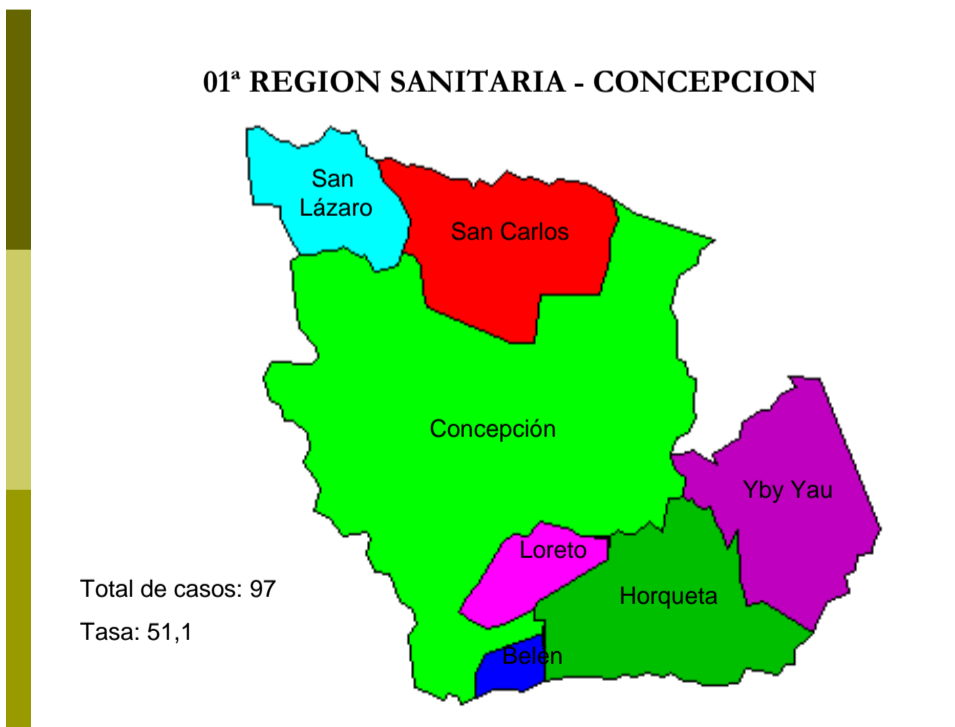 01ª REGION SANITARIA - CONCEPCION
San
Lázaro
San Carlos
Concepción
Yby Yau
Loreto
Horqueta
Belén
Total de casos: 97
Tasa: 51,1